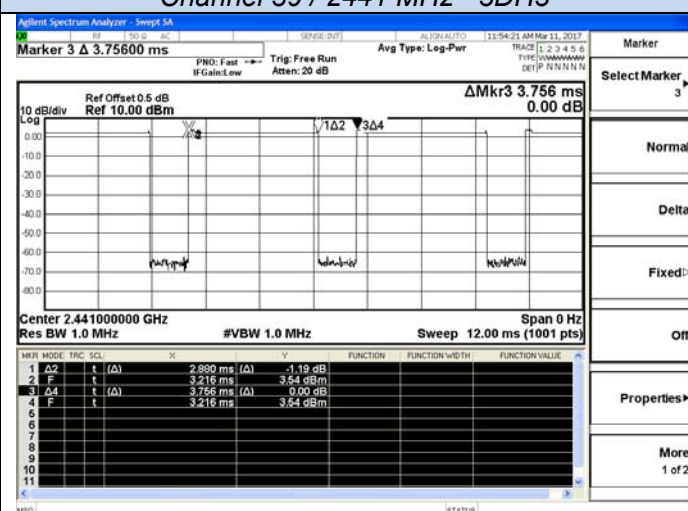 Channel 39 / 2441 MHz - 3DH5
Agilent Spectrum Analyzer - Swept SA
RF 50 Ω AC SENSE:INT ALIGN AUTO 11:54:21 AM Mar 11, 2017
Marker 3 Δ 3.75600 ms
PNO: Fast
IFGain:Low
Trig: Free Run
Atten: 20 dB
Avg Type: Log-Pwr
TRACE 1 2 3 4 5 6
TYPE
DET P N N N N N
ΔMkr3 3.756 ms
0.00 dB
Ref Offset 0.5 dB
10 dB/div Ref 10.00 dBm
Log
1Δ2 3Δ4
0.00
-10.0
-20.0
-30.0
-40.0
-50.0
-60.0
-70.0
-80.0
Center 2.441000000 GHz Span 0 Hz
Res BW 1.0 MHz #VBW 1.0 MHz Sweep 12.00 ms (1001 pts)
MKR MODE TRC SCL X Y FUNCTION FUNCTION WIDTH FUNCTION VALUE
1 Δ2 t (Δ) 2.880 ms (Δ) -1.19 dB
2 F t 3.216 ms 3.54 dBm
3 Δ4 t (Δ) 3.756 ms (Δ) 0.00 dB
4 F t 3.216 ms 3.54 dBm
5
6
7
8
9
10
11
MSG STATUS
Marker
Select Marker
3
Normal
Delta
Fixed
Off
Properties
More
1 of 2